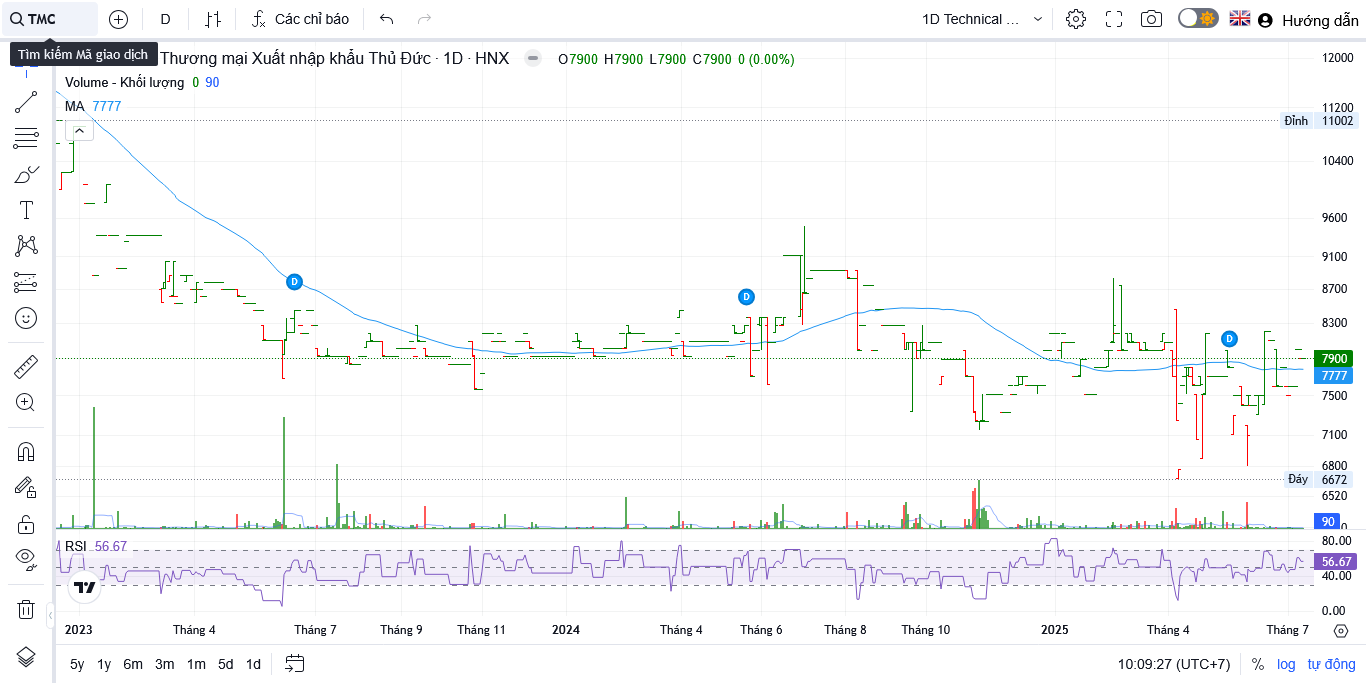 TMC
D
Các chỉ báo
1D Technical ...
Hướng dẫn
Tìm kiếm Mã giao dịch
Thương mại Xuất nhập khẩu Thủ Đức · 1D · HNX
O7900 H7900 L7900 C7900 0 (0.00%)
Volume - Khối lượng 0 90
MA 7777
12000
11200
Đỉnh 11002
10400
9600
9100
8700
8300
7900
7777
7500
7100
6800
Đáy 6672
6520
90
0
D
D
D
RSI 56.67
80.00
56.67
40.00
0.00
2023 Tháng 4 Tháng 7 Tháng 9 Tháng 11 2024 Tháng 4 Tháng 6 Tháng 8 Tháng 10 2025 Tháng 4 Tháng 7
5y 1y 6m 3m 1m 5d 1d
10:09:27 (UTC+7) % log tự động